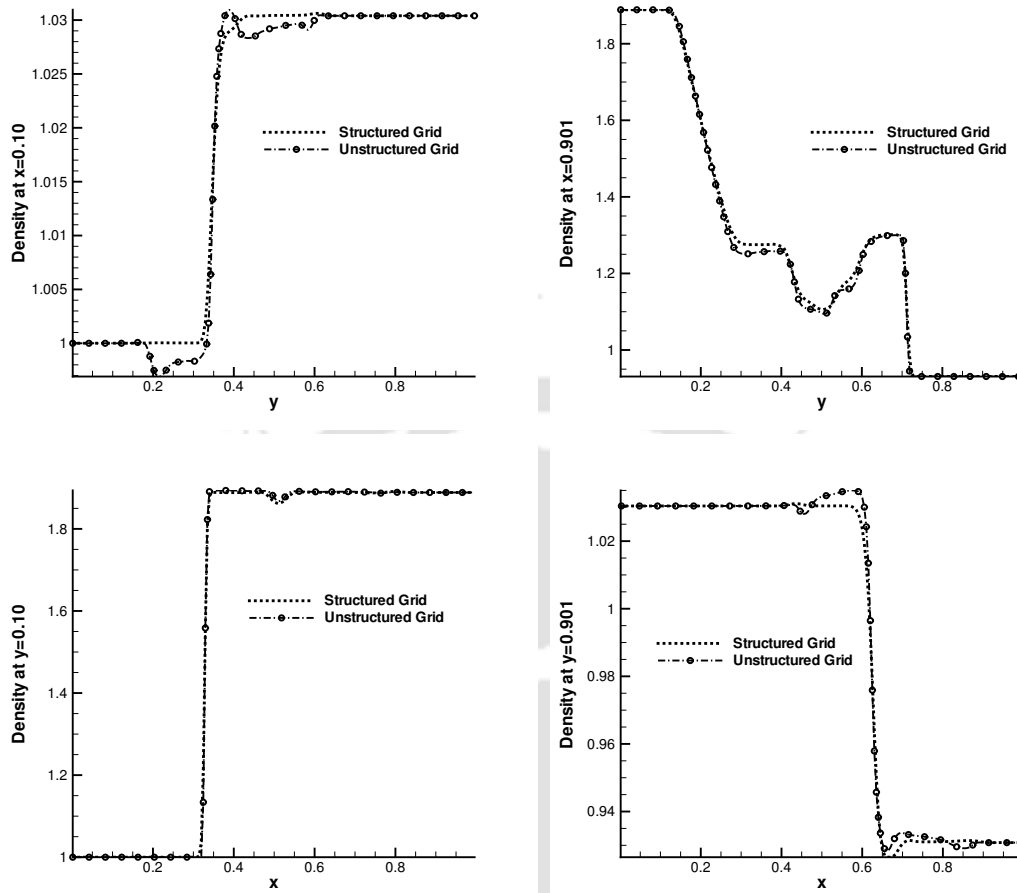 1.03
1.025
1.02
1.015
1.01
1.005
1
0.2 0.4 0.6 0.8
y
Density at x=0.10
Structured Grid
Unstructured Grid
1.8
1.6
1.4
1.2
1
0.2 0.4 0.6 0.8
y
Density at x=0.901
Structured Grid
Unstructured Grid
1.8
1.6
1.4
1.2
1
0.2 0.4 0.6 0.8
x
Density at y=0.10
Structured Grid
Unstructured Grid
1.02
1
0.98
0.96
0.94
0.2 0.4 0.6 0.8
x
Density at y=0.901
Structured Grid
Unstructured Grid